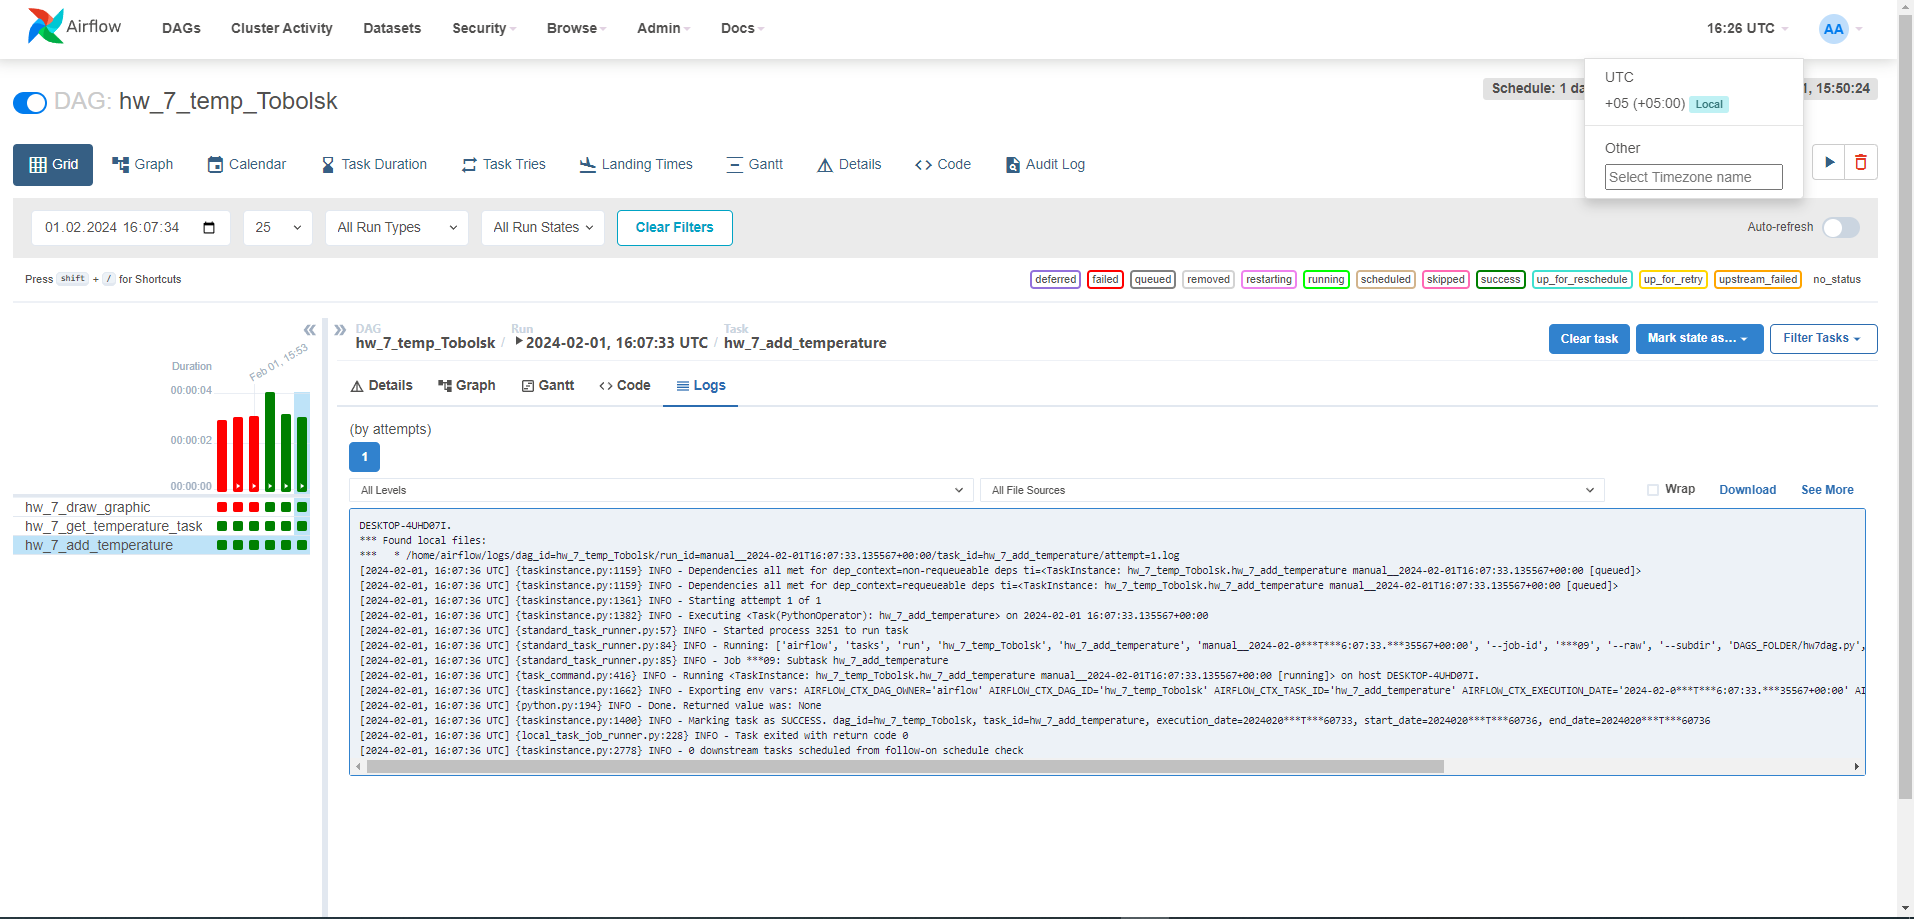 Airflow DAGs Cluster Activity Datasets Security Browse Admin Docs 16:26 UTC AA
UTC
+05 (+05:00) Local
Other
Select Timezone name
DAG: hw_7_temp_Tobolsk
Schedule: 1 da 1, 15:50:24
Grid Graph Calendar Task Duration Task Tries Landing Times Gantt Details Code Audit Log
01.02.2024 16:07:34 25 All Run Types All Run States Clear Filters Auto-refresh
Press shift + / for Shortcuts
deferred failed queued removed restarting running scheduled skipped success up_for_reschedule up_for_retry upstream_failed no_status
Duration
Feb 01, 15:53
00:00:04
00:00:02
00:00:00
hw_7_draw_graphic
hw_7_get_temperature_task
hw_7_add_temperature
DAG Run Task
hw_7_temp_Tobolsk / 2024-02-01, 16:07:33 UTC / hw_7_add_temperature
Clear task Mark state as... Filter Tasks
Details Graph Gantt Code Logs
(by attempts)
1
All Levels All File Sources Wrap Download See More
DESKTOP-4UHD07I.
*** Found local files:
***   * /home/airflow/logs/dag_id=hw_7_temp_Tobolsk/run_id=manual__2024-02-01T16:07:33.135567+00:00/task_id=hw_7_add_temperature/attempt=1.log
[2024-02-01, 16:07:36 UTC] {taskinstance.py:1159} INFO - Dependencies all met for dep_context=non-requeueable deps ti=<TaskInstance: hw_7_temp_Tobolsk.hw_7_add_temperature manual__2024-02-01T16:07:33.135567+00:00 [queued]>
[2024-02-01, 16:07:36 UTC] {taskinstance.py:1159} INFO - Dependencies all met for dep_context=requeueable deps ti=<TaskInstance: hw_7_temp_Tobolsk.hw_7_add_temperature manual__2024-02-01T16:07:33.135567+00:00 [queued]>
[2024-02-01, 16:07:36 UTC] {taskinstance.py:1361} INFO - Starting attempt 1 of 1
[2024-02-01, 16:07:36 UTC] {taskinstance.py:1382} INFO - Executing <Task(PythonOperator): hw_7_add_temperature> on 2024-02-01 16:07:33.135567+00:00
[2024-02-01, 16:07:36 UTC] {standard_task_runner.py:57} INFO - Started process 3251 to run task
[2024-02-01, 16:07:36 UTC] {standard_task_runner.py:84} INFO - Running: ['airflow', 'tasks', 'run', 'hw_7_temp_Tobolsk', 'hw_7_add_temperature', 'manual__2024-02-0***T***6:07:33.***35567+00:00', '--job-id', '***09', '--raw', '--subdir', 'DAGS_FOLDER/hw7dag.py',
[2024-02-01, 16:07:36 UTC] {standard_task_runner.py:85} INFO - Job ***09: Subtask hw_7_add_temperature
[2024-02-01, 16:07:36 UTC] {task_command.py:416} INFO - Running <TaskInstance: hw_7_temp_Tobolsk.hw_7_add_temperature manual__2024-02-01T16:07:33.135567+00:00 [running]> on host DESKTOP-4UHD07I.
[2024-02-01, 16:07:36 UTC] {taskinstance.py:1662} INFO - Exporting env vars: AIRFLOW_CTX_DAG_OWNER='airflow' AIRFLOW_CTX_DAG_ID='hw_7_temp_Tobolsk' AIRFLOW_CTX_TASK_ID='hw_7_add_temperature' AIRFLOW_CTX_EXECUTION_DATE='2024-02-0***T***6:07:33.***35567+00:00' AI
[2024-02-01, 16:07:36 UTC] {python.py:194} INFO - Done. Returned value was: None
[2024-02-01, 16:07:36 UTC] {taskinstance.py:1400} INFO - Marking task as SUCCESS. dag_id=hw_7_temp_Tobolsk, task_id=hw_7_add_temperature, execution_date=2024020***T***60733, start_date=2024020***T***60736, end_date=2024020***T***60736
[2024-02-01, 16:07:36 UTC] {local_task_job_runner.py:228} INFO - Task exited with return code 0
[2024-02-01, 16:07:36 UTC] {taskinstance.py:2778} INFO - 0 downstream tasks scheduled from follow-on schedule check